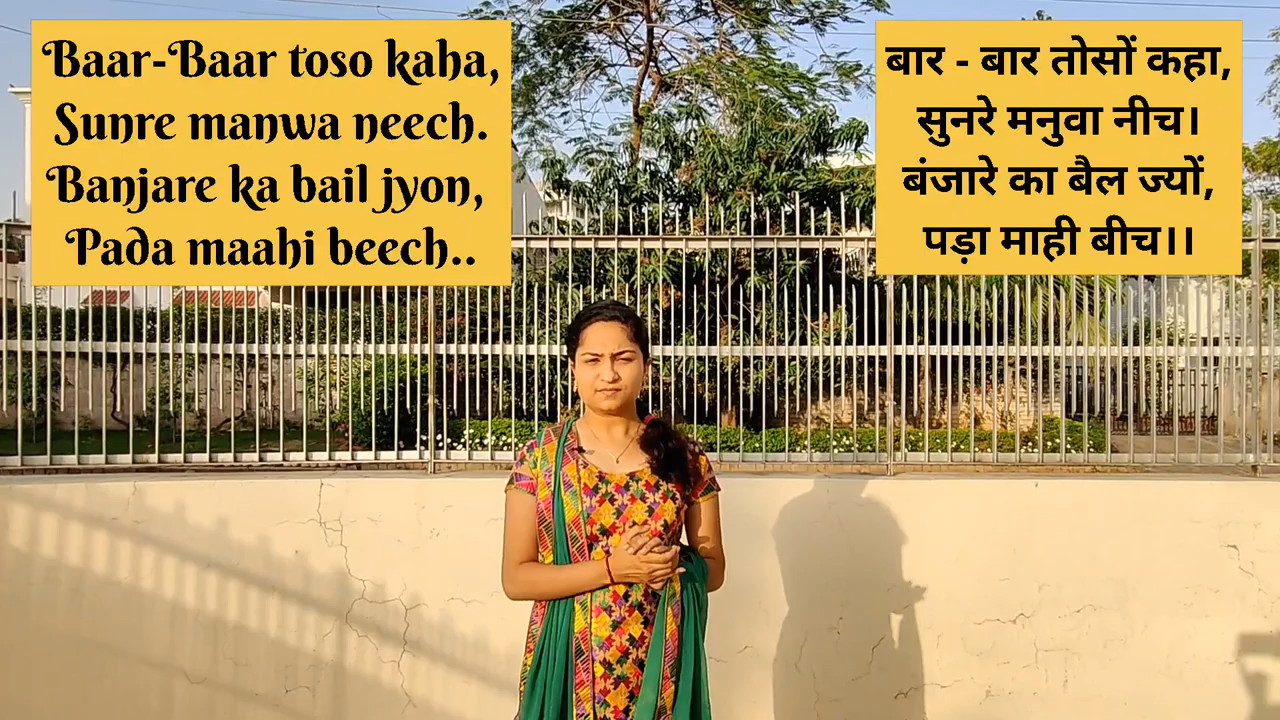 Baar-Baar toso kaha,
Sunre manwa neech.
Banjare ka bail jyon,
Pada maahi beech..
बार - बार तोसों कहा,
सुनरे मनुवा नीच।
बंजारे का बैल ज्यों,
पड़ा माही बीच।।